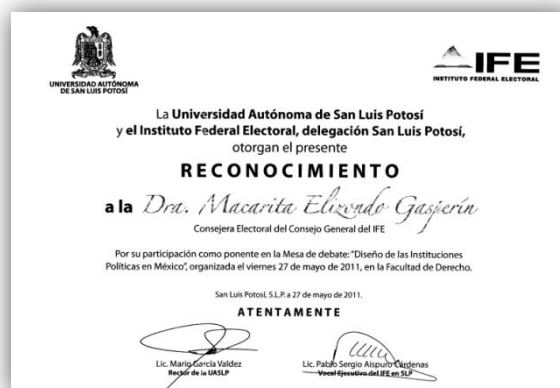 UNIVERSIDAD AUTÓNOMA
DE SAN LUIS POTOSÍ
IFE
INSTITUTO FEDERAL ELECTORAL
La Universidad Autónoma de San Luis Potosí
y el Instituto Federal Electoral, delegación San Luis Potosí,
otorgan el presente
RECONOCIMIENTO
a la Dra. Macarita Elizondo Gasperín
Consejera Electoral del Consejo General del IFE
Por su participación como ponente en la Mesa de debate: "Diseño de las Instituciones
Políticas en México", organizada el viernes 27 de mayo de 2011, en la Facultad de Derecho.
San Luis Potosí, S.L.P. a 27 de mayo de 2011.
ATENTAMENTE
Lic. Mario García Valdez
Rector de la UASLP
Lic. Pablo Sergio Aispuro Cárdenas
Vocal Ejecutivo del IFE en SLP